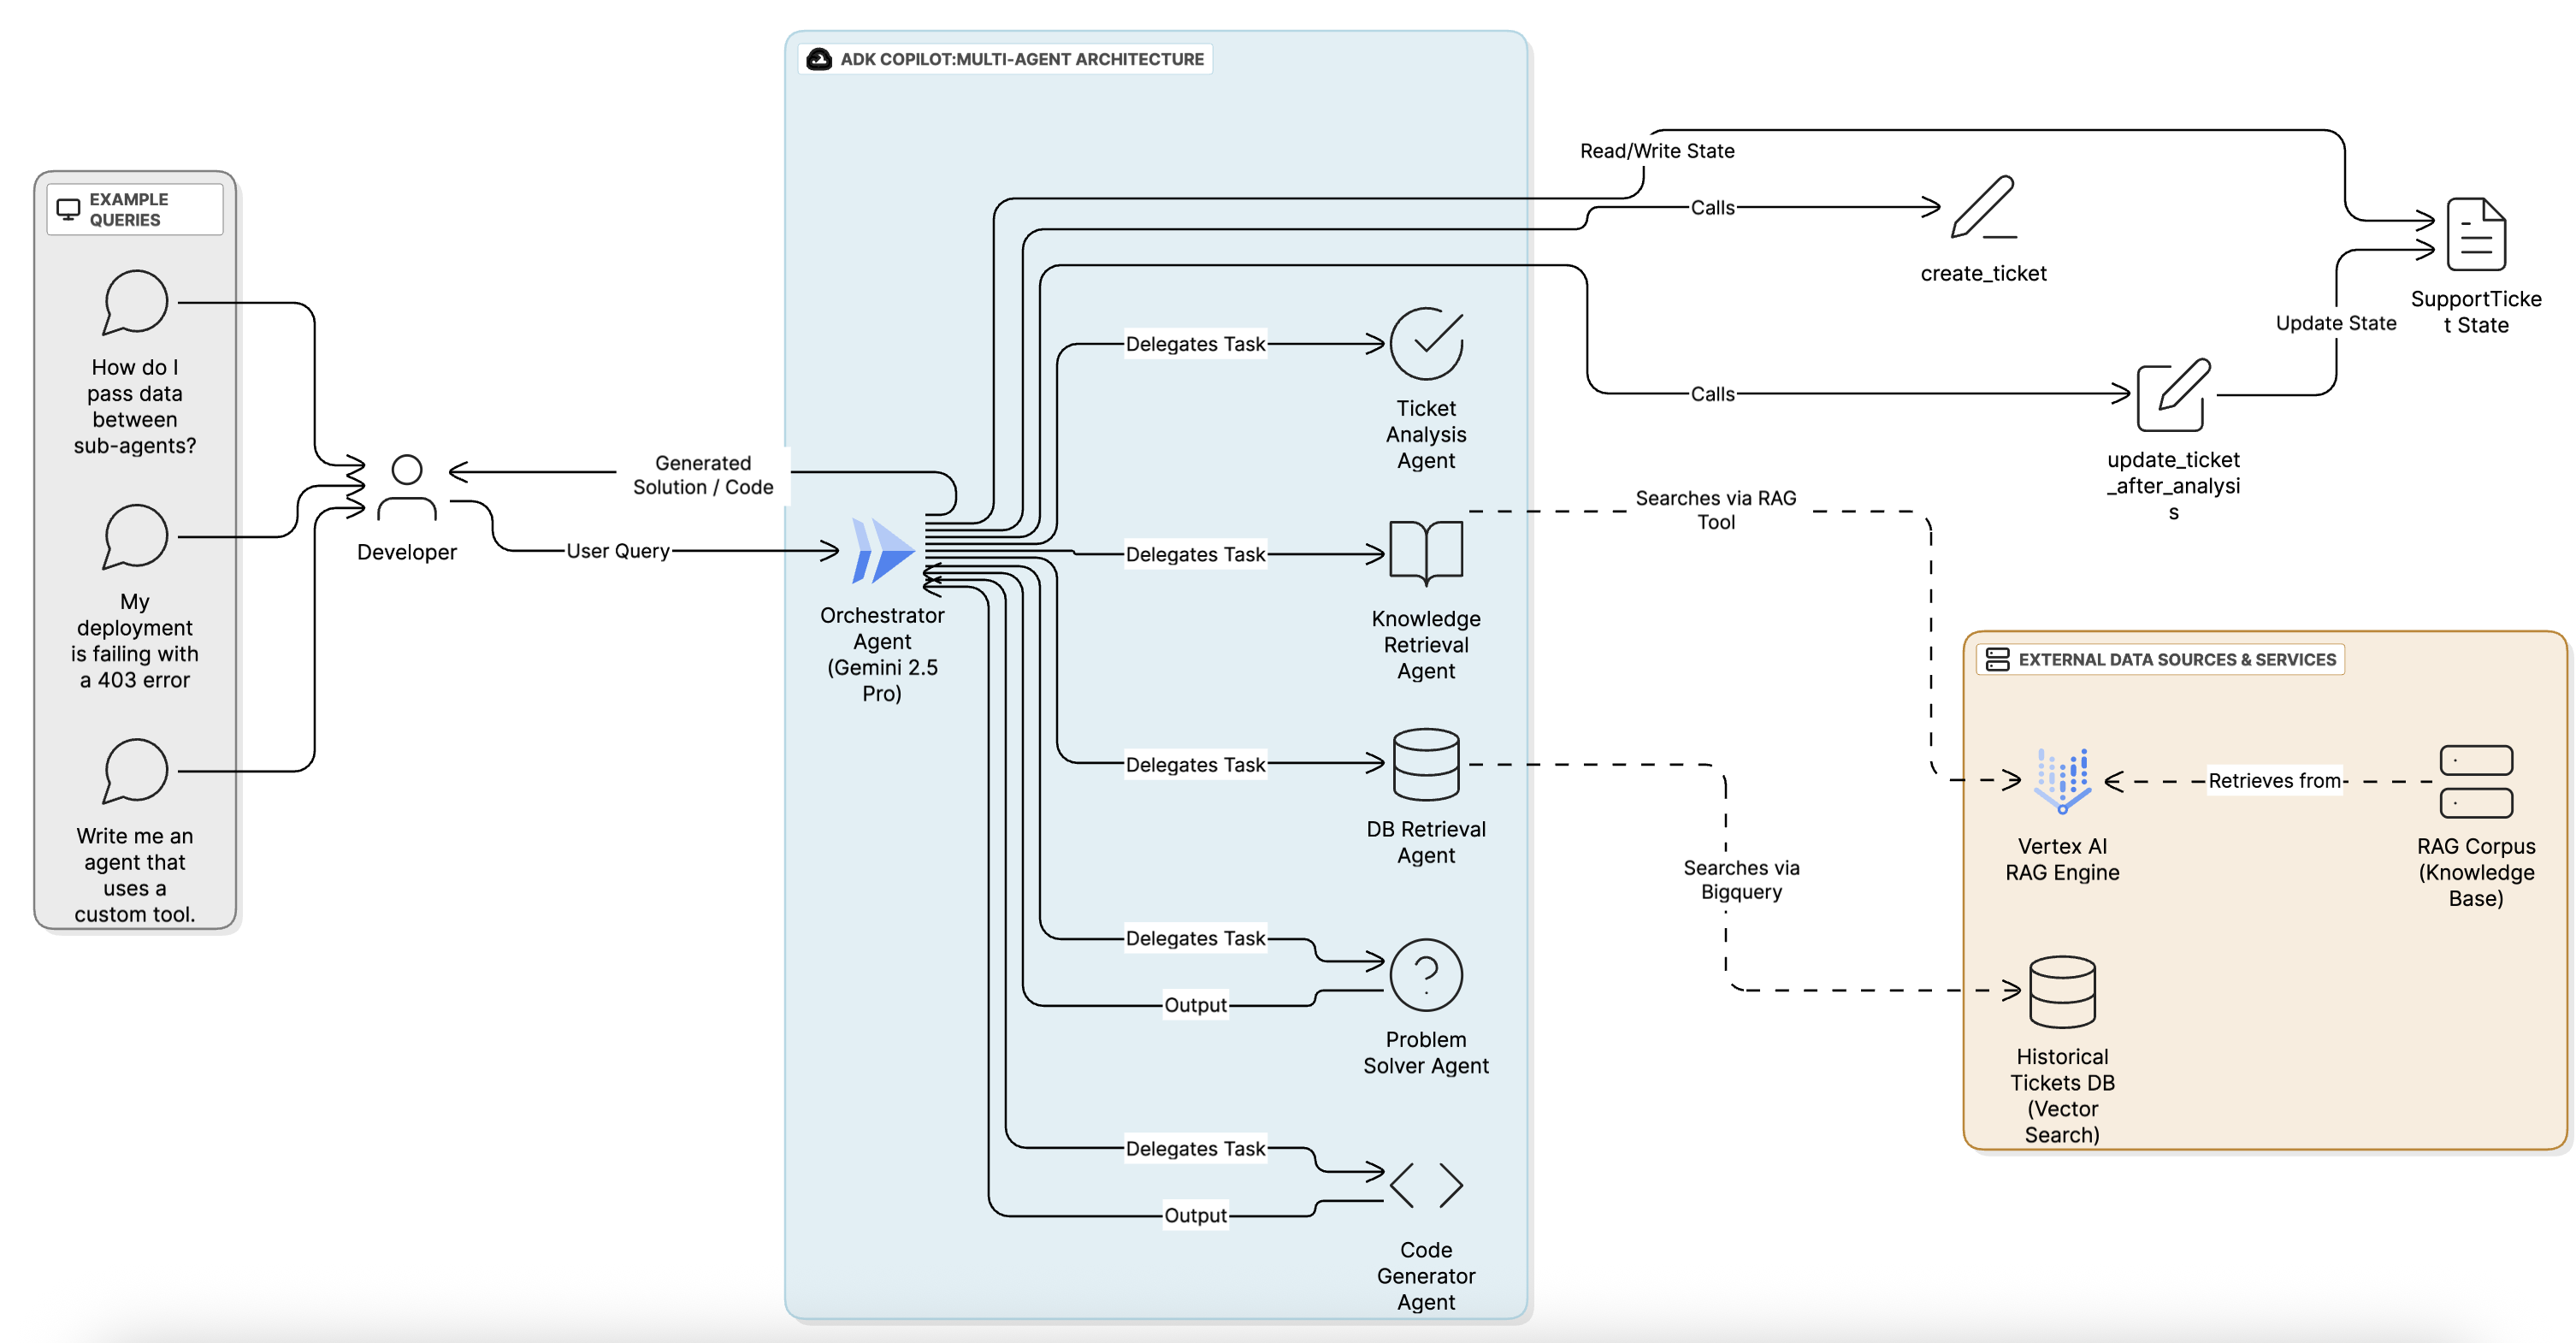 ADK COPILOT:MULTI-AGENT ARCHITECTURE
EXAMPLE
QUERIES
How do I
pass data
between
sub-agents?
My
deployment
is failing with
a 403 error
Write me an
agent that
uses a
custom tool.
Developer
Generated
Solution / Code
User Query
Orchestrator
Agent
(Gemini 2.5
Pro)
Read/Write State
Calls
create_ticket
SupportTicke
t State
Update State
Calls
update_ticket
_after_analysi
s
Delegates Task
Ticket
Analysis
Agent
Searches via RAG
Tool
Delegates Task
Knowledge
Retrieval
Agent
Delegates Task
DB Retrieval
Agent
Searches via
Bigquery
Delegates Task
Output
Problem
Solver Agent
Delegates Task
Output
Code
Generator
Agent
EXTERNAL DATA SOURCES & SERVICES
Vertex AI
RAG Engine
Retrieves from
RAG Corpus
(Knowledge
Base)
Historical
Tickets DB
(Vector
Search)